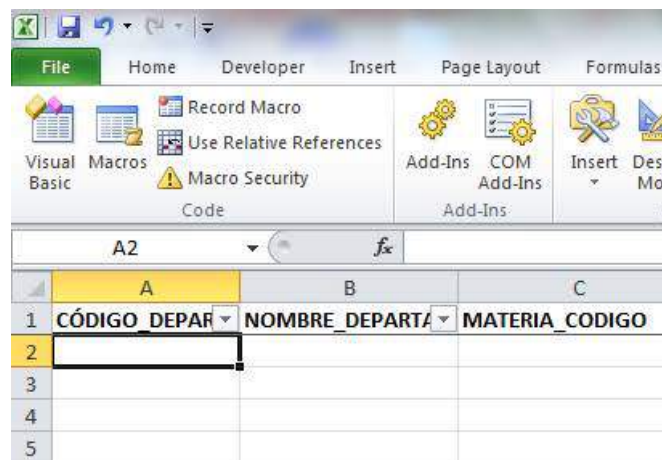 File Home Developer Insert Page Layout Formulas
Visual Basic
Macros
Record Macro
Use Relative References
Macro Security
Code
Add-Ins
COM Add-Ins
Add-Ins
Insert
A2 fx
A B C
1 CÓDIGO_DEPAR NOMBRE_DEPARTA MATERIA_CODIGO
2
3
4
5